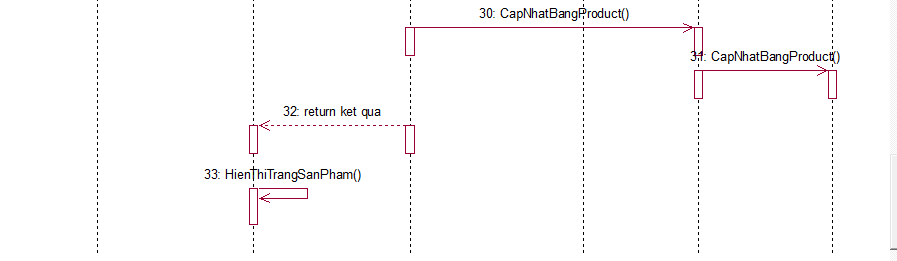 30: CapNhatBangProduct()
31: CapNhatBangProduct()
32: return ket qua
33: HienThiTrangSanPham()